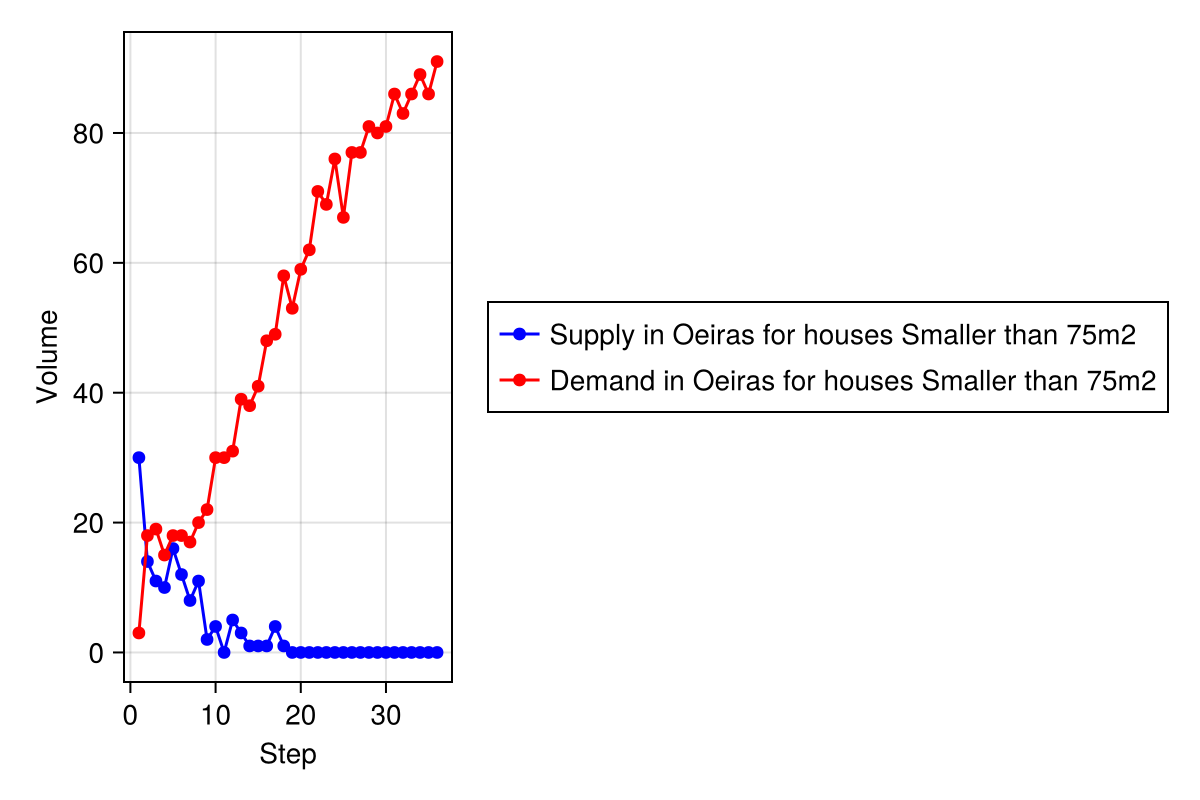 Volume
80
60
40
20
0
0 10 20 30
Step
Supply in Oeiras for houses Smaller than 75m2
Demand in Oeiras for houses Smaller than 75m2